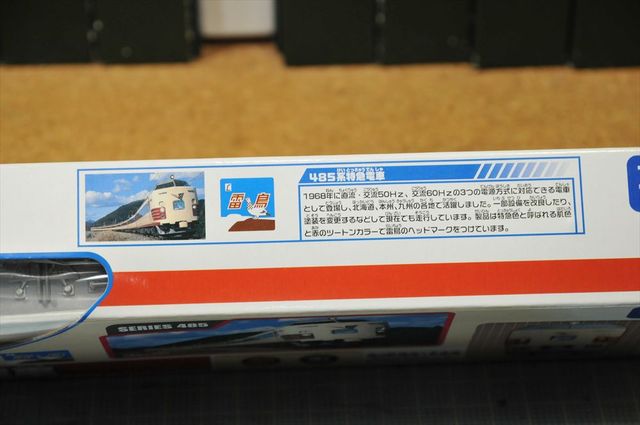 485系特急電車
1968年に直流・交流50Hz、交流60Hzの3つの電源方式に対応できる電車
として登場し、北海道、本州、九州の各地で活躍しました。一部設備を改良したり、
塗装を変更するなどして現在でも走行しています。製品は特急色と呼ばれる肌色
と赤のツートンカラーで雷鳥のヘッドマークをつけています。
雷鳥
SERIES 485